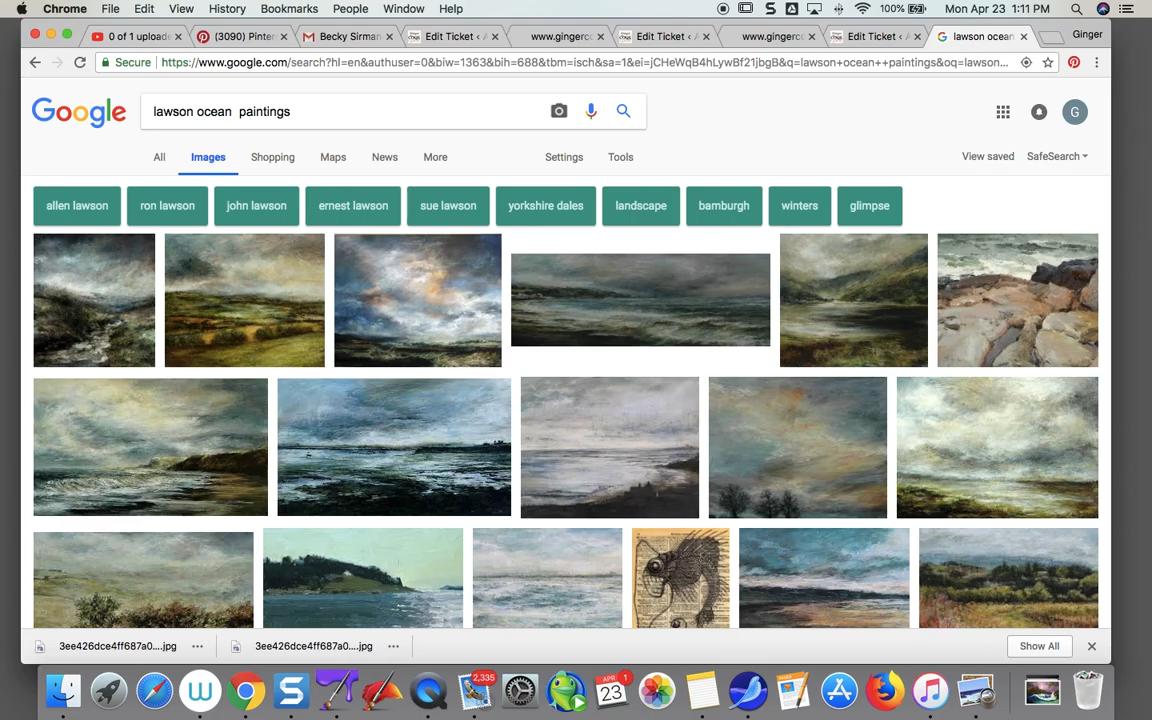 Chrome File Edit View History Bookmarks People Window Help 100% Mon Apr 23 1:11 PM
0 of 1 uploade
(3090) Pinter
Becky Sirman
Edit Ticket ‹ A
www.gingerc
Edit Ticket ‹ A
www.gingerc
Edit Ticket ‹ A
lawson ocean
Ginger
Secure https://www.google.com/search?hl=en&authuser=0&biw=1363&bih=688&tbm=isch&sa=1&ei=jCHeWqB4hLywBf21jbgB&q=lawson+ocean++paintings&oq=lawson...
Google lawson ocean  paintings G
All Images Shopping Maps News More Settings Tools View saved SafeSearch
allen lawson ron lawson john lawson ernest lawson sue lawson yorkshire dales landscape bamburgh winters glimpse
3ee426dce4ff687a0....jpg 3ee426dce4ff687a0....jpg Show All
2,335
APR 1
23